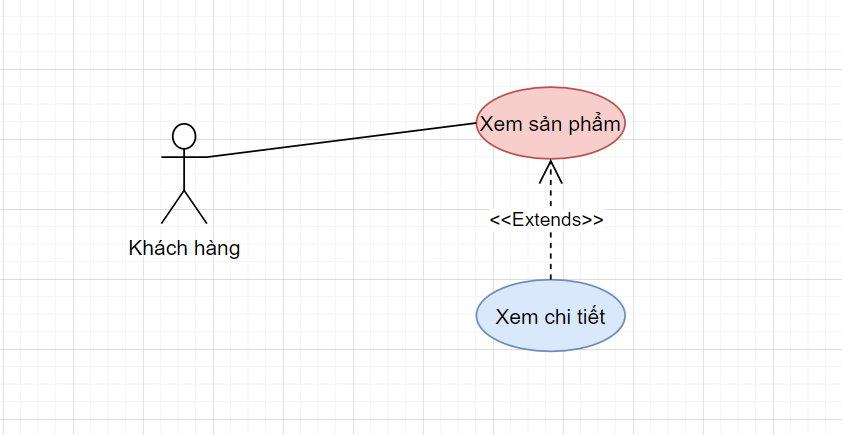 Xem sản phẩm
<<Extends>>
Khách hàng
Xem chi tiết